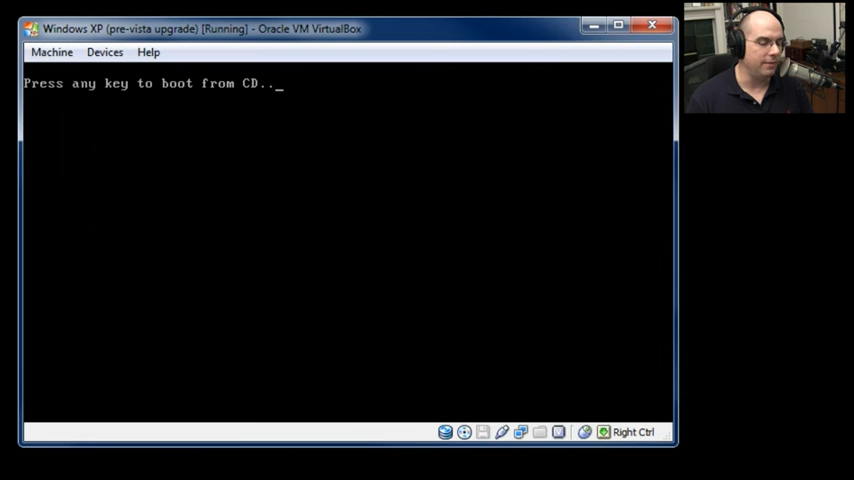 Windows XP (pre-vista upgrade) [Running] - Oracle VM VirtualBox
Machine Devices Help
Press any key to boot from CD.._
Right Ctrl